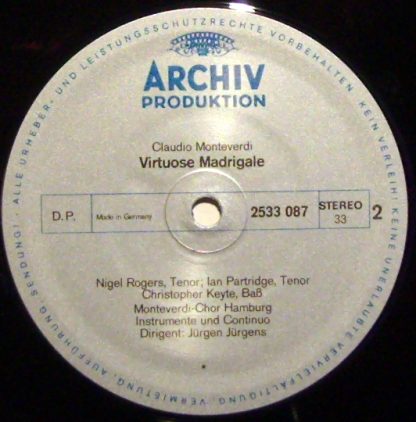 ALLE URHEBER- UND LEISTUNGSSCHUTZRECHTE VORBEHALTEN. KEIN VERLEIH! KEINE UNERLAUBTE VERVIELFÄLTIGUNG, VERMIETUNG, AUFFÜHRUNG, SENDUNG!
ARCHIV
PRODUKTION
Claudio Monteverdi
Virtuose Madrigale
D.P. Made in Germany 2533 087 STEREO 33 2
Nigel Rogers, Tenor; Ian Partridge, Tenor
Christopher Keyte, Baß
Monteverdi-Chor Hamburg
Instrumente und Continuo
Dirigent: Jürgen Jürgens